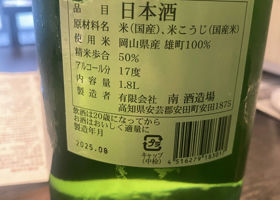 品目 日本酒
原材料名 米(国産)、米こうじ(国産米)
使用米 岡山県産 雄町100%
精米歩合 50%
アルコール分 17度
内容量 1.8L
製造者 有限会社 南 酒造場
高知県安芸郡安田町安田1875
飲酒は20歳になってから
お酒はおいしく適量に
製造年月
2025.08
キャップ
(中栓)